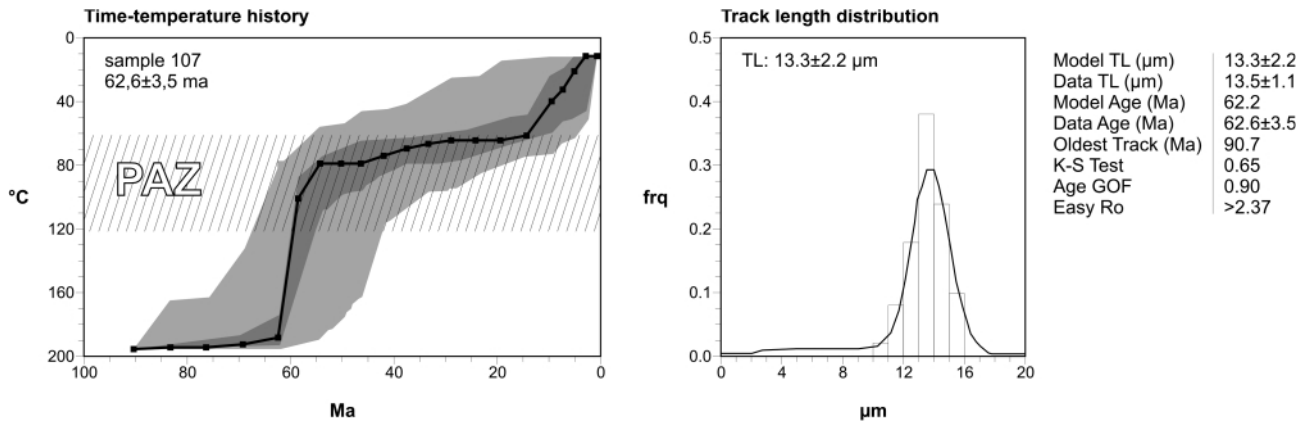 Time-temperature history
0
40
80
120
160
200
°C
sample 107
62,6±3,5 ma
PAZ
100
80
60
40
20
0
Ma
Track length distribution
0.5
0.4
0.3
0.2
0.1
0.0
frq
TL: 13.3±2.2 µm
0
4
8
12
16
20
µm
Model TL (µm) 13.3±2.2
Data TL (µm) 13.5±1.1
Model Age (Ma) 62.2
Data Age (Ma) 62.6±3.5
Oldest Track (Ma) 90.7
K-S Test 0.65
Age GOF 0.90
Easy Ro >2.37